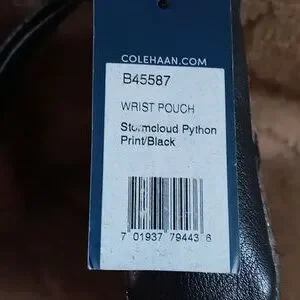 COLEHAAN.COM
B45587
WRIST POUCH
Stormcloud Python
Print/Black
7 01937 79443 6